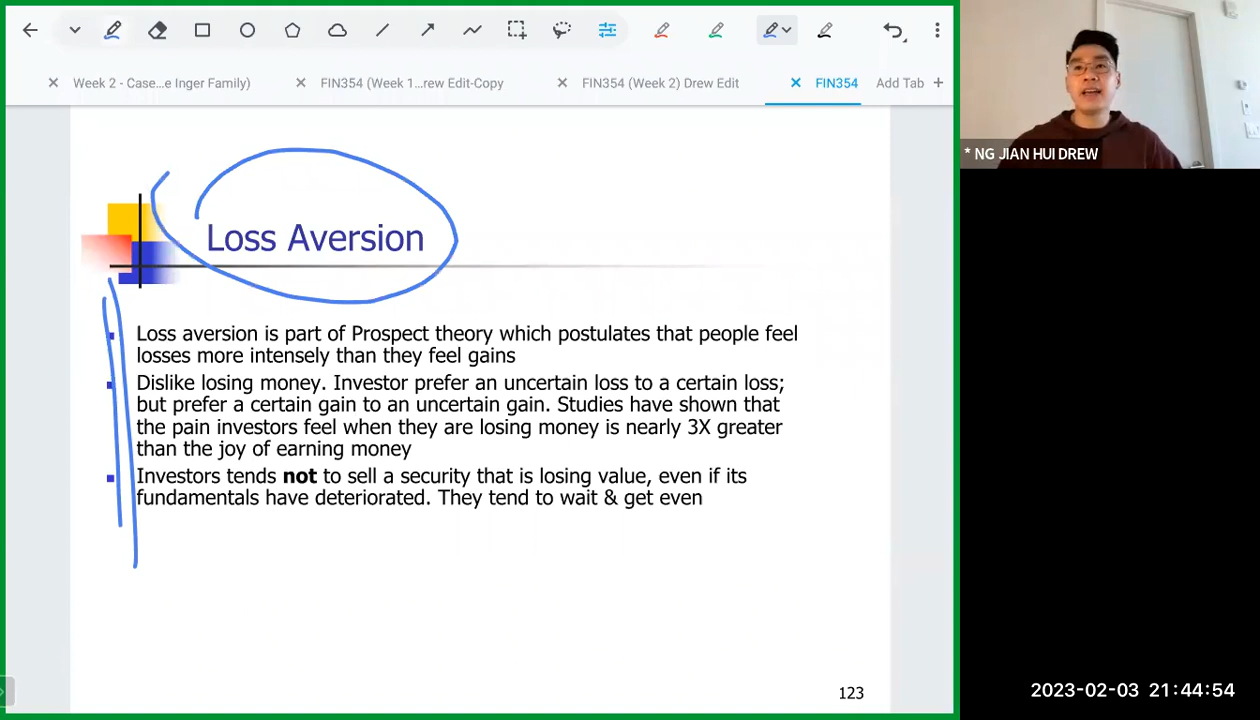 Week 2 - Case...e Inger Family)
FIN354 (Week 1...rew Edit-Copy
FIN354 (Week 2) Drew Edit
FIN354
Add Tab +
* NG JIAN HUI DREW
Loss Aversion
Loss aversion is part of Prospect theory which postulates that people feel
losses more intensely than they feel gains
Dislike losing money. Investor prefer an uncertain loss to a certain loss;
but prefer a certain gain to an uncertain gain. Studies have shown that
the pain investors feel when they are losing money is nearly 3X greater
than the joy of earning money
Investors tends not to sell a security that is losing value, even if its
fundamentals have deteriorated. They tend to wait & get even
123
2023-02-03 21:44:54